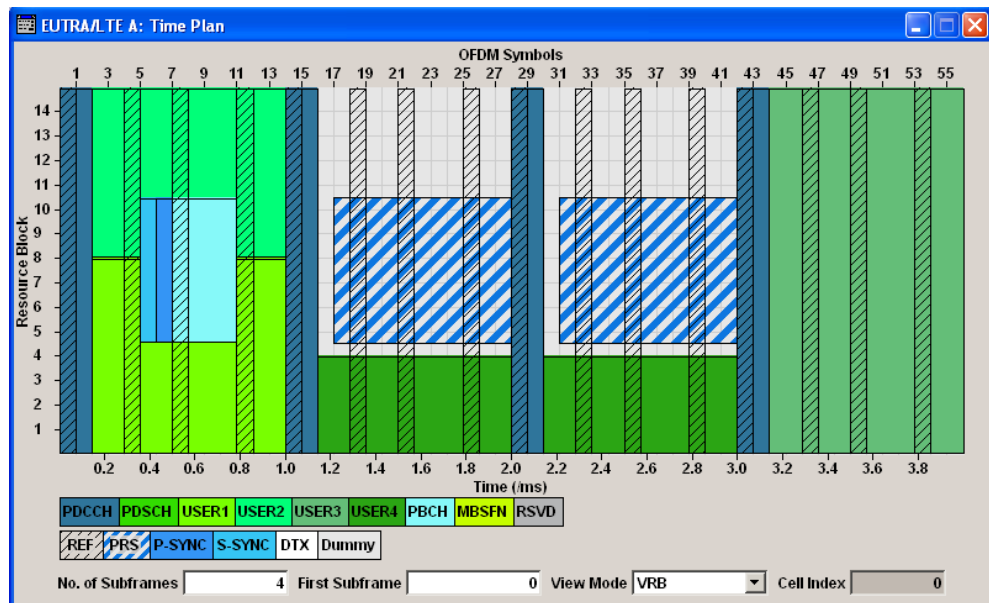 EUTRA/LTE A: Time Plan
OFDM Symbols
1 3 5 7 9 11 13 15 17 19 21 23 25 27 29 31 33 35 37 39 41 43 45 47 49 51 53 55
Resource Block
14
13
12
11
10
9
8
7
6
5
4
3
2
1
0.2 0.4 0.6 0.8 1.0 1.2 1.4 1.6 1.8 2.0 2.2 2.4 2.6 2.8 3.0 3.2 3.4 3.6 3.8
Time (/ms)
PDCCH PDSCH USER1 USER2 USER3 USER4 PBCH MBSFN RSVD
REF PRS P-SYNC S-SYNC DTX Dummy
No. of Subframes 4 First Subframe 0 View Mode VRB Cell Index 0